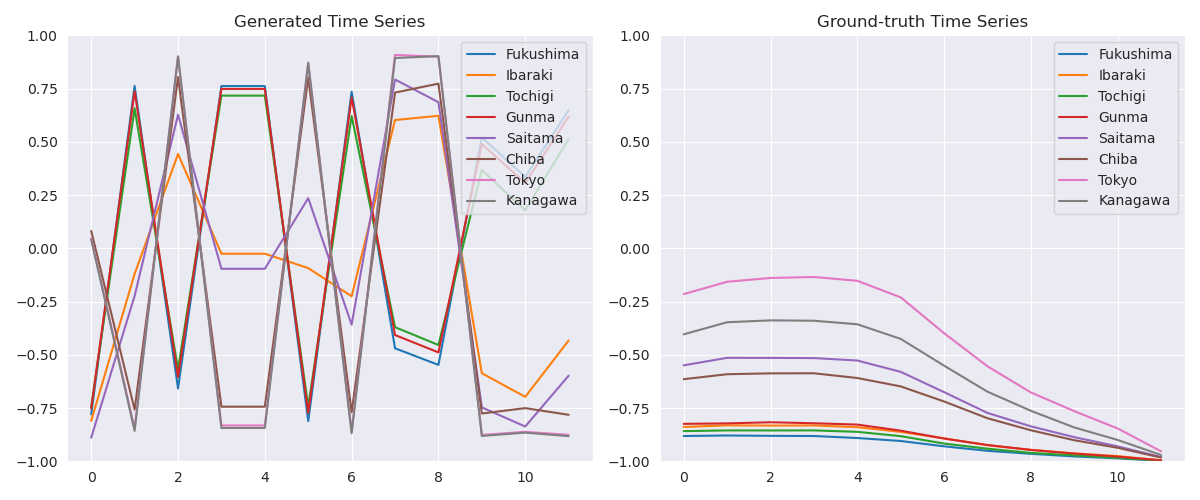 Generated Time Series
1.00
0.75
0.50
0.25
0.00
−0.25
−0.50
−0.75
−1.00
0 2 4 6 8 10
Fukushima
Ibaraki
Tochigi
Gunma
Saitama
Chiba
Tokyo
Kanagawa
Ground-truth Time Series
1.00
0.75
0.50
0.25
0.00
−0.25
−0.50
−0.75
−1.00
0 2 4 6 8 10
Fukushima
Ibaraki
Tochigi
Gunma
Saitama
Chiba
Tokyo
Kanagawa